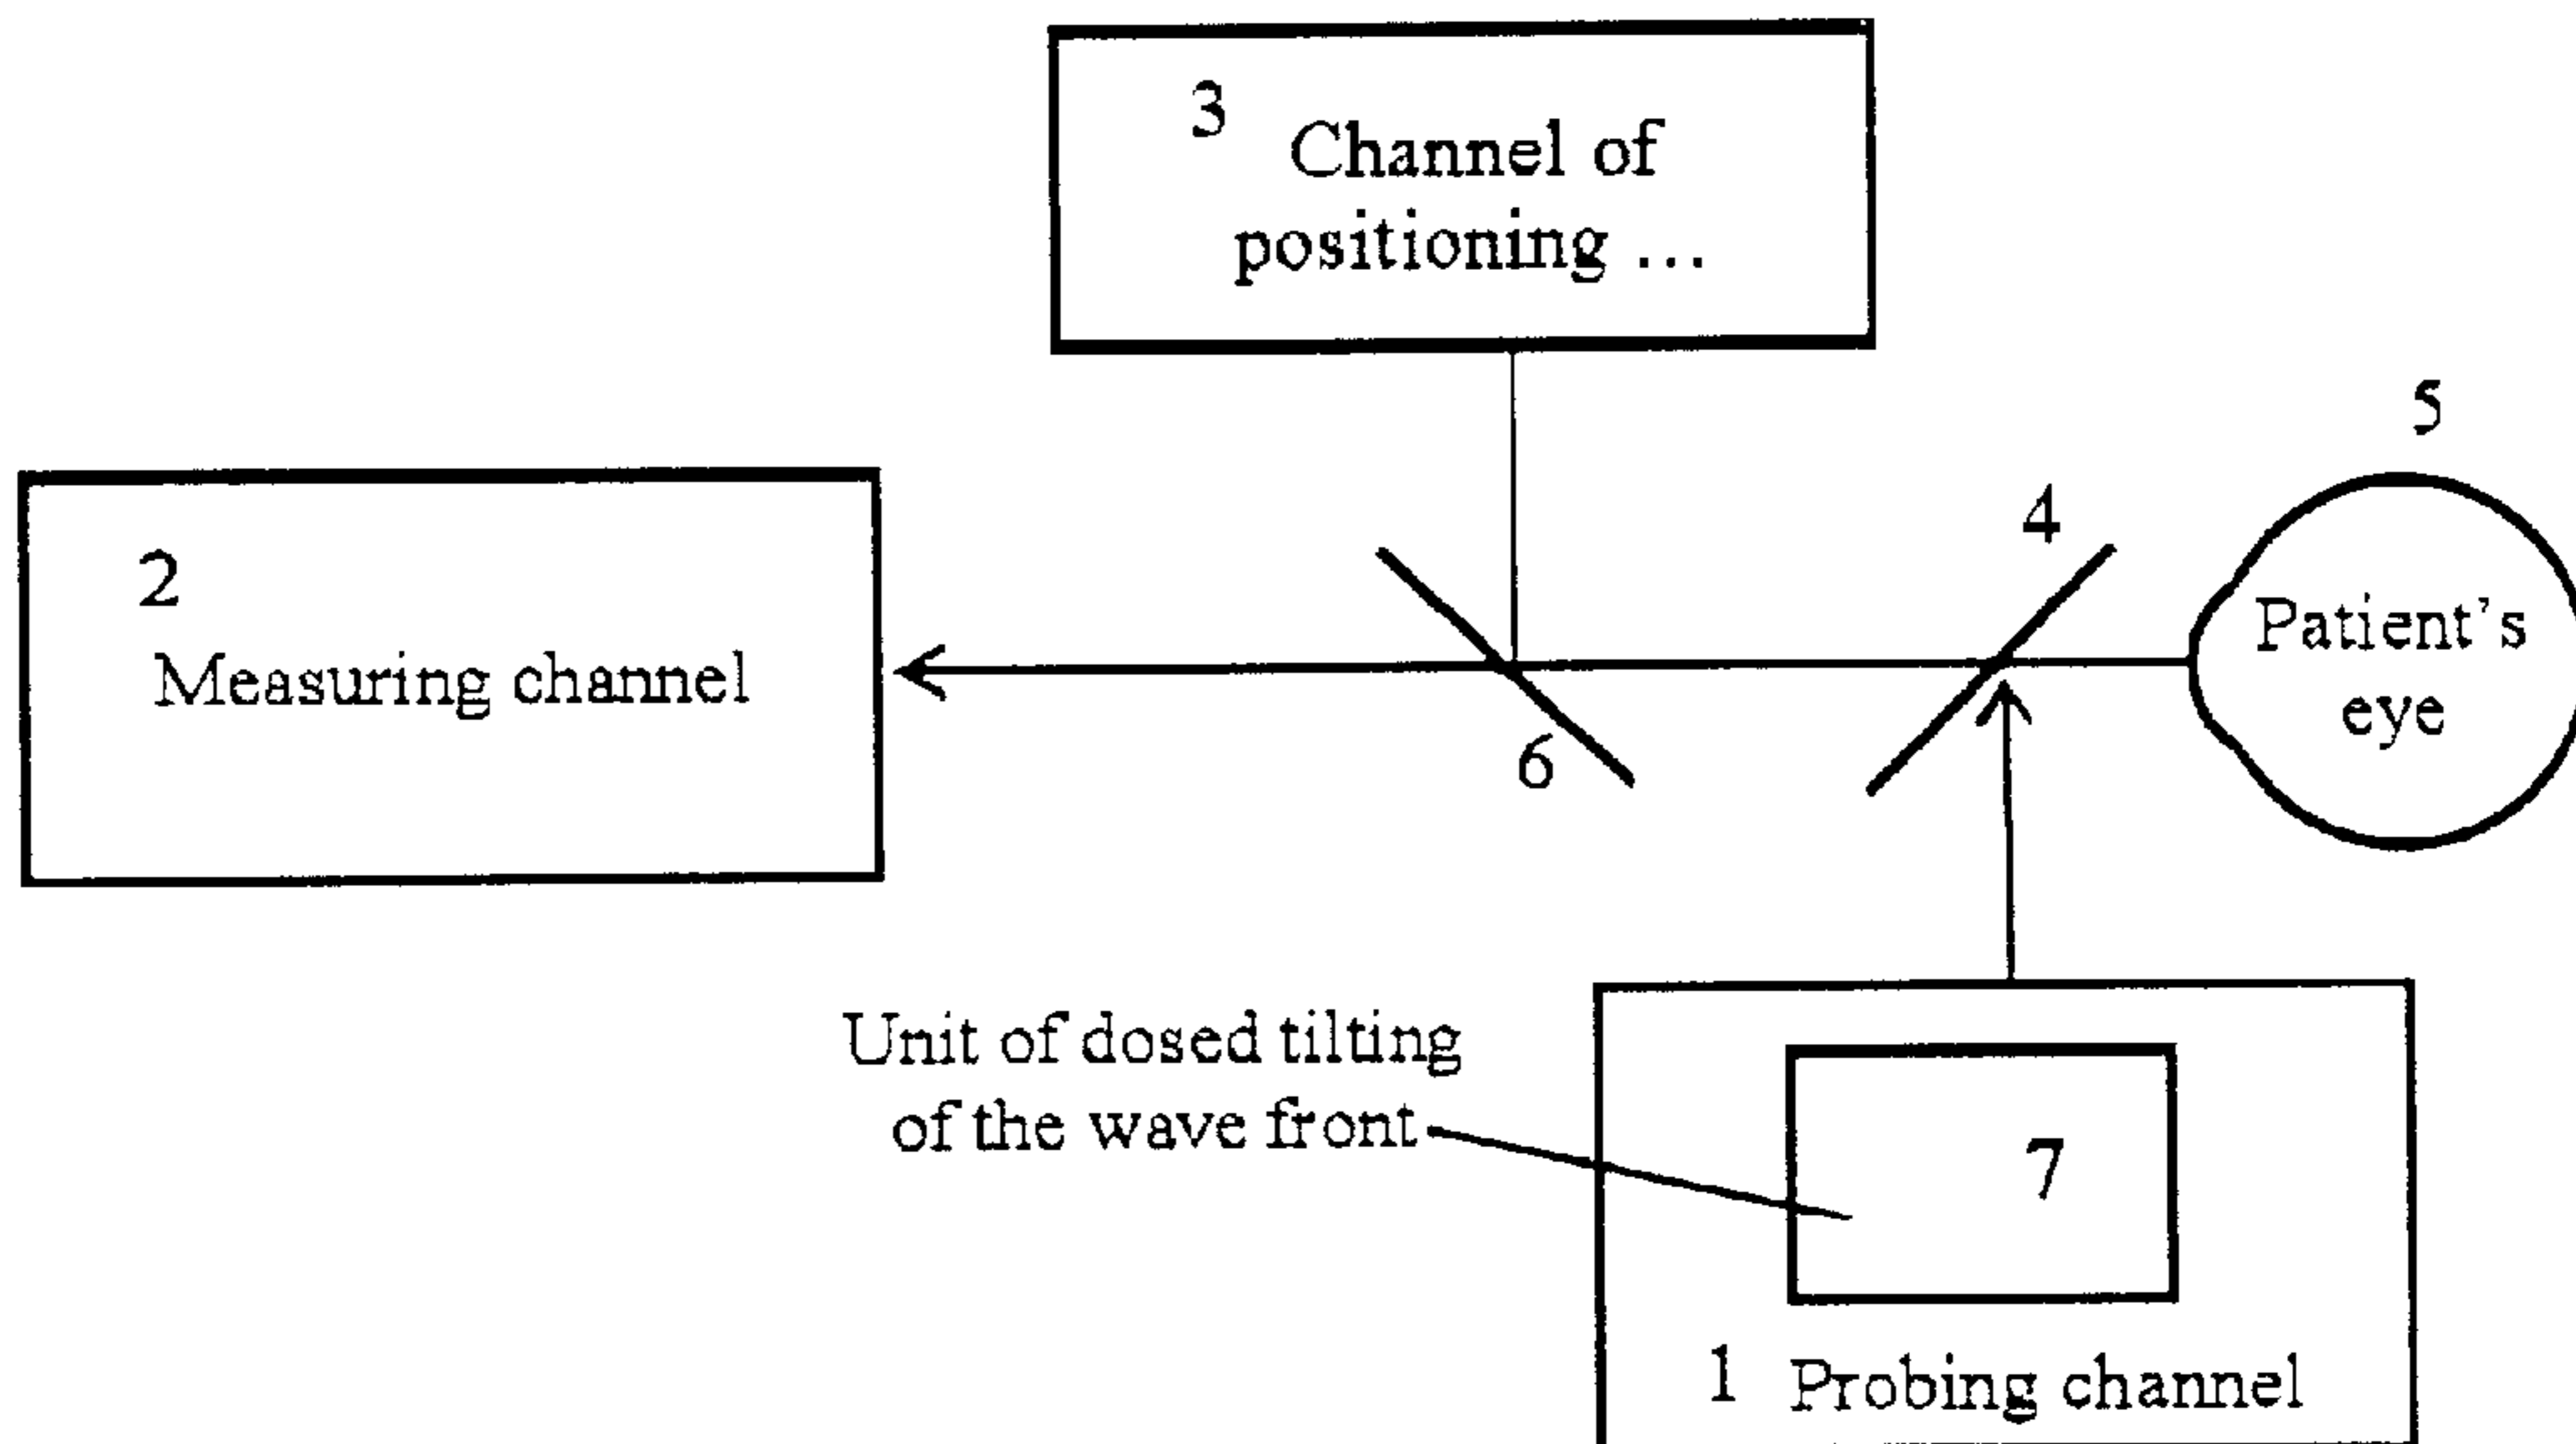 3
Channel of
positioning ...
5
4
2
Measuring channel
Patient's
eye
6
Unit of dosed tilting
of the wave front
7
1 Probing channel